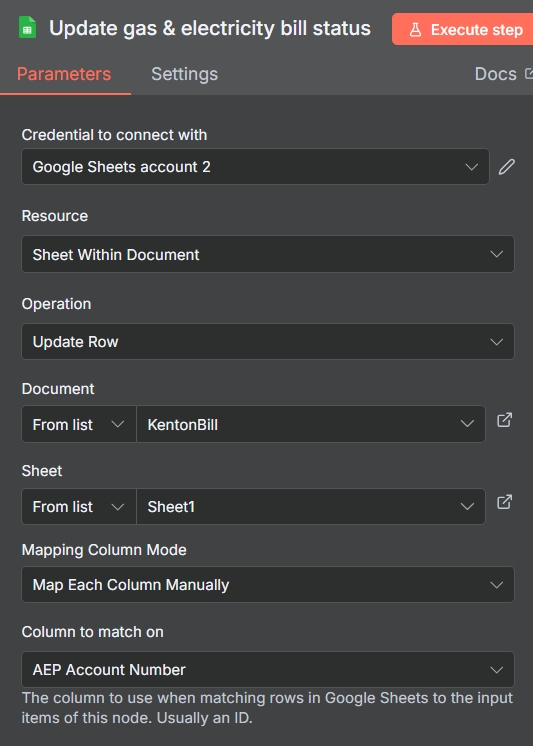 Update gas & electricity bill status
Execute step
Parameters
Settings
Docs
Credential to connect with
Google Sheets account 2
Resource
Sheet Within Document
Operation
Update Row
Document
From list
KentonBill
Sheet
From list
Sheet1
Mapping Column Mode
Map Each Column Manually
Column to match on
AEP Account Number
The column to use when matching rows in Google Sheets to the input
items of this node. Usually an ID.